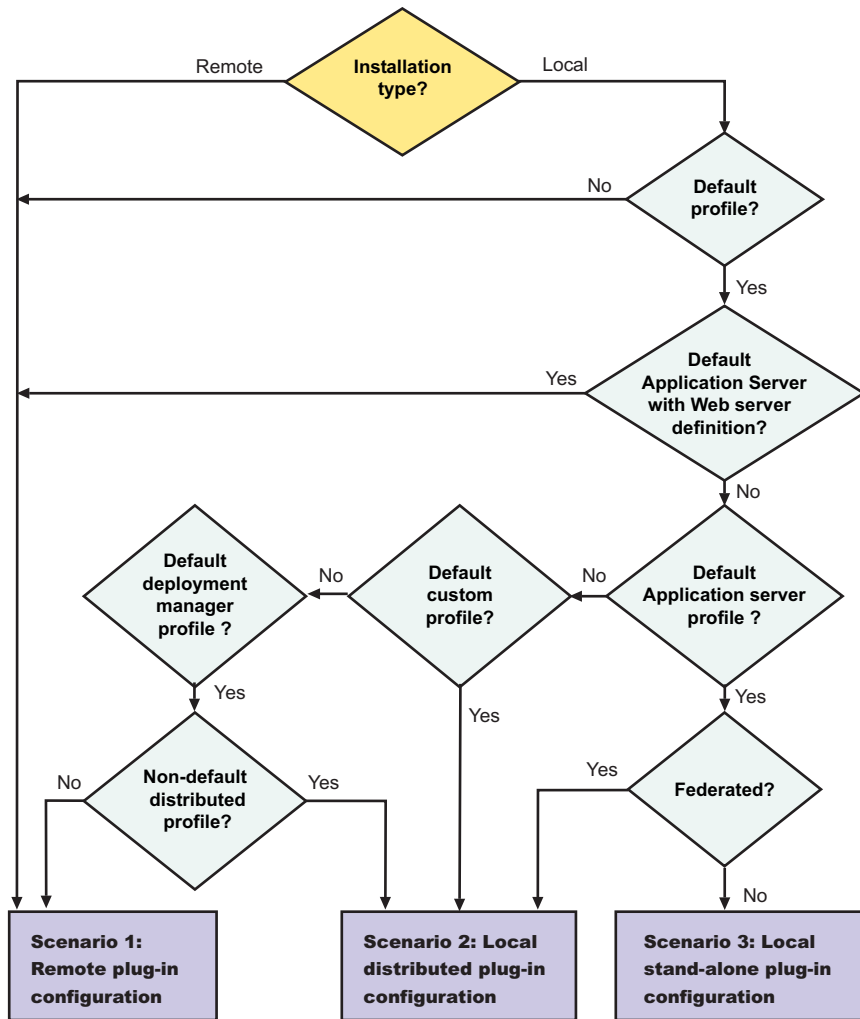 Installation
type?
Remote
Local
Default
profile?
No
Yes
Default
Application Server
with Web server
definition?
Yes
No
Default
deployment
manager
profile ?
No
Default
custom
profile?
No
Default
Application server
profile ?
Yes
Yes
Yes
No
Non-default
distributed
profile?
Yes
Yes
Federated?
No
Scenario 1:
Remote plug-in
configuration
Scenario 2: Local
distributed plug-in
configuration
Scenario 3: Local
stand-alone plug-in
configuration